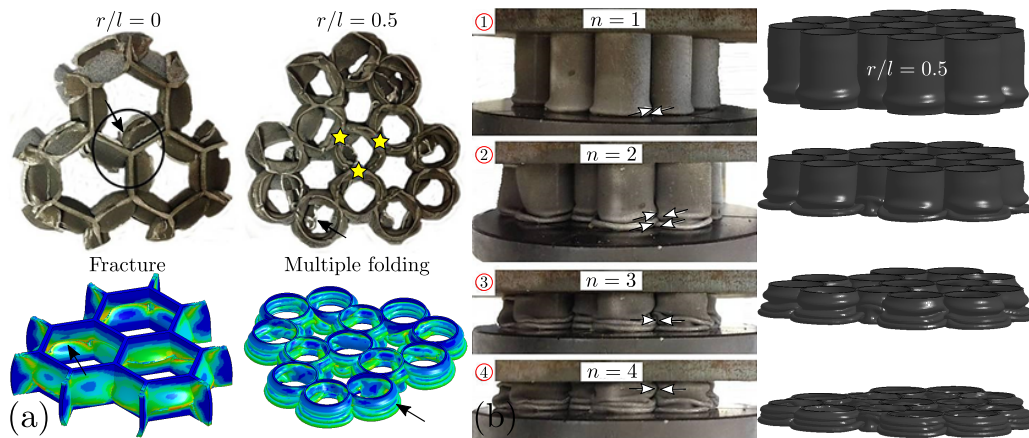 r/l = 0
r/l = 0.5
Fracture
Multiple folding
(a)
① n = 1
r/l = 0.5
② n = 2
③ n = 3
④ n = 4
(b)